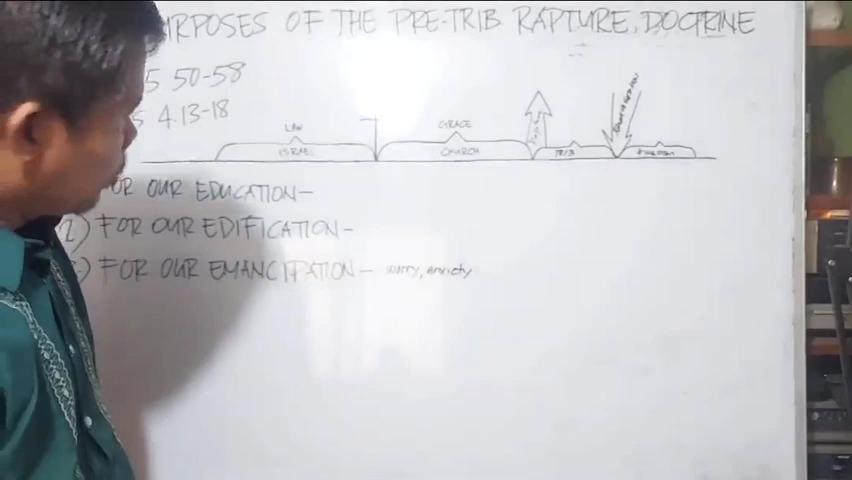 PURPOSES OF THE PRE-TRIB RAPTURE DOCTRINE
5 50-58
4.13-18
LAW
GRACE
ISRAEL
CHURCH
TRIB
FOR OUR EDUCATION-
2) FOR OUR EDIFICATION-
) FOR OUR EMANCIPATION- worry, anxiety